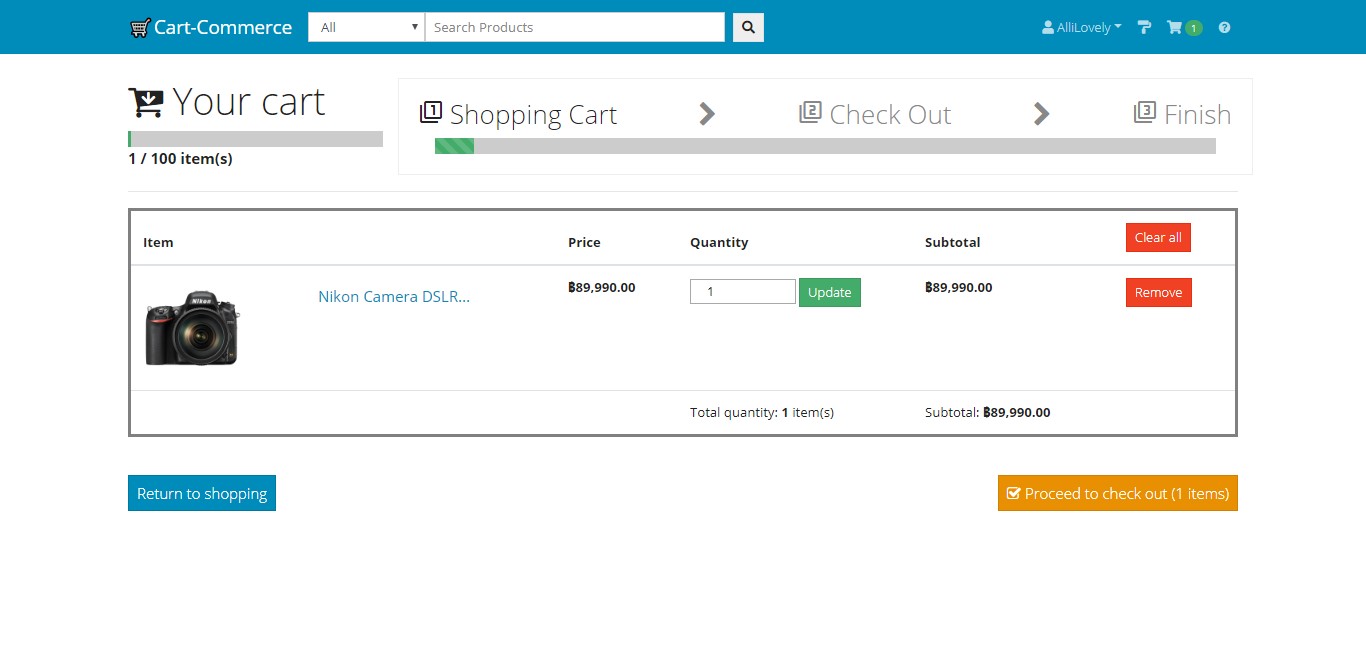 Cart-Commerce All Search Products AlliLovely 1
Your cart
1 Shopping Cart 2 Check Out 3 Finish
1 / 100 item(s)
Item Price Quantity Subtotal Clear all
Nikon Camera DSLR... ฿89,990.00 1 Update ฿89,990.00 Remove
Nikon
Total quantity: 1 item(s) Subtotal: ฿89,990.00
Return to shopping Proceed to check out (1 items)